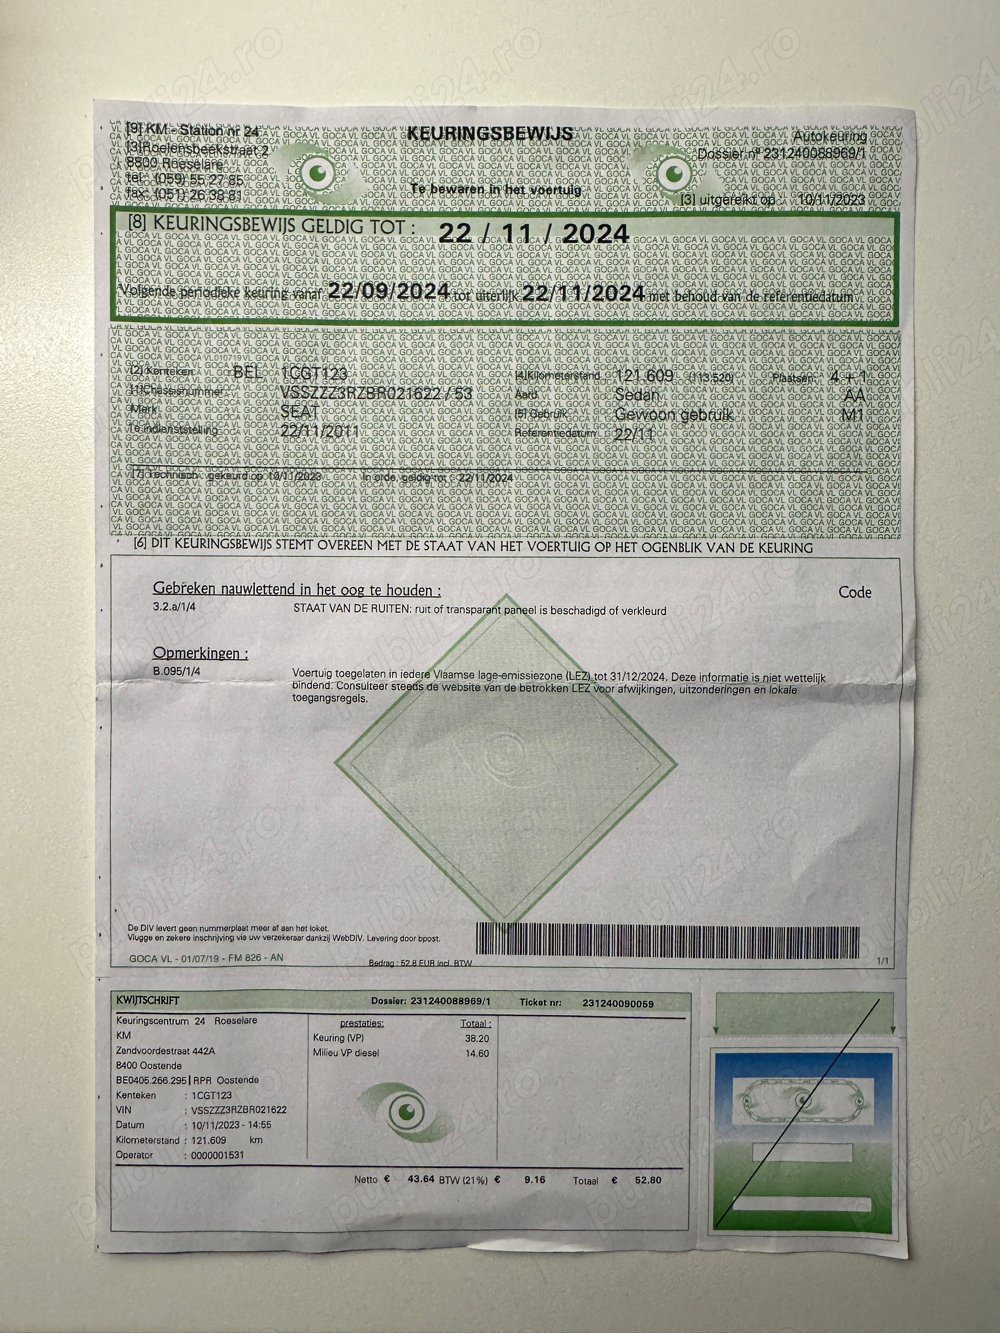 [9] KM - Station nr 24
[3] Roelensbeekstraat 2
8800 Roeselare
tel: (059) 55 27 85
fax: (051) 26 38 81
KEURINGSBEWIJS
Te bewaren in het voertuig
Autokeuring
Dossier nº 231240088969/1
[3] uitgereikt op : 10/11/2023
[8] KEURINGSBEWIJS GELDIG TOT : 22 / 11 / 2024
Volgende periodieke keuring vanaf 22/09/2024 tot uiterlijk 22/11/2024 met behoud van de referentiedatum
[2] Kenteken BEL 1CGT123
[1] Chassisnummer VSSZZZ3RZBR021622 / 53
Merk SEAT
1e indienststelling 22/11/2011
[4] Kilometerstand 121.609 (113.520) Plaatsen 4 + 1
Aard Sedan AA
[5] Gebruik Gewoon gebruik M1
Referentiedatum 22/11
[7] Technisch gekeurd op 10/11/2023 In orde, geldig tot : 22/11/2024
[6] DIT KEURINGSBEWIJS STEMT OVEREEN MET DE STAAT VAN HET VOERTUIG OP HET OGENBLIK VAN DE KEURING
Gebreken nauwlettend in het oog te houden : Code
3.2.a/1/4 STAAT VAN DE RUITEN: ruit of transparant paneel is beschadigd of verkleurd
Opmerkingen :
B.095/1/4 Voertuig toegelaten in iedere Vlaamse lage-emissiezone (LEZ) tot 31/12/2024. Deze informatie is niet wettelijk
bindend. Consulteer steeds de website van de betrokken LEZ voor afwijkingen, uitzonderingen en lokale
toegangsregels.
De DIV levert geen nummerplaat meer af aan het loket.
Vlugge en zekere inschrijving via uw verzekeraar dankzij WebDIV. Levering door bpost.
GOCA VL - 01/07/19 - FM 826 - AN
Bedrag : 52.8 EUR incl. BTW
1/1
KWIJTSCHRIFT Dossier: 231240088969/1 Ticket nr: 231240090059
Keuringscentrum 24 Roeselare
KM
Zandvoordestraat 442A
8400 Oostende
BE0405.266.295 | RPR Oostende
Kenteken : 1CGT123
VIN : VSSZZZ3RZBR021622
Datum : 10/11/2023 - 14:55
Kilometerstand : 121.609 km
Operator : 0000001531
prestaties: Totaal :
Keuring (VP) 38.20
Milieu VP diesel 14.60
Netto € 43.64 BTW (21%) € 9.16 Totaal € 52.80
publi24.ro